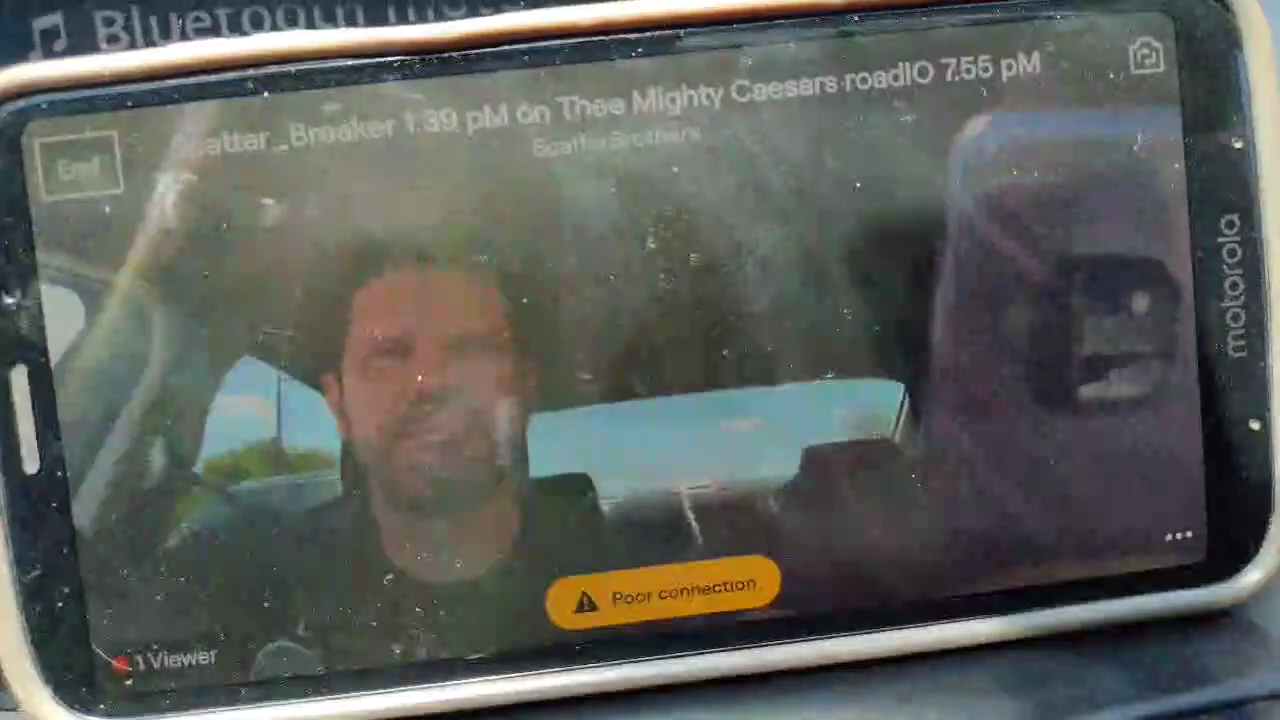 Bluetooth
Scatter_Breaker 1.39 pM on Thee Mighty Caesars roadIO 7.55 pM
ScatterBrothers
End
motorola
Poor connection
1 Viewer